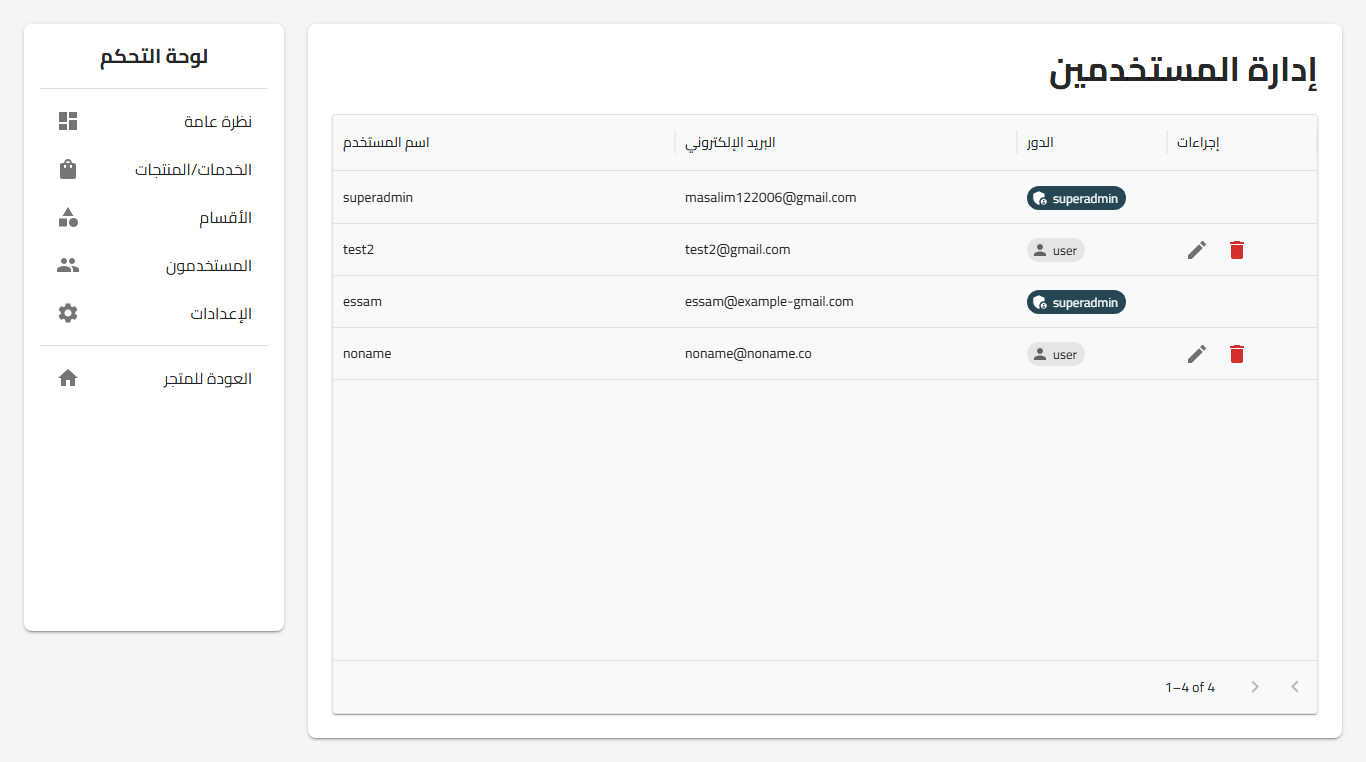 لوحة التحكم
نظرة عامة
الخدمات/المنتجات
الأقسام
المستخدمون
الإعدادات
العودة للمتجر
إدارة المستخدمين
اسم المستخدم البريد الإلكتروني الدور إجراءات
superadmin masalim122006@gmail.com superadmin
test2 test2@gmail.com user
essam essam@example-gmail.com superadmin
noname noname@noname.co user
1–4 of 4